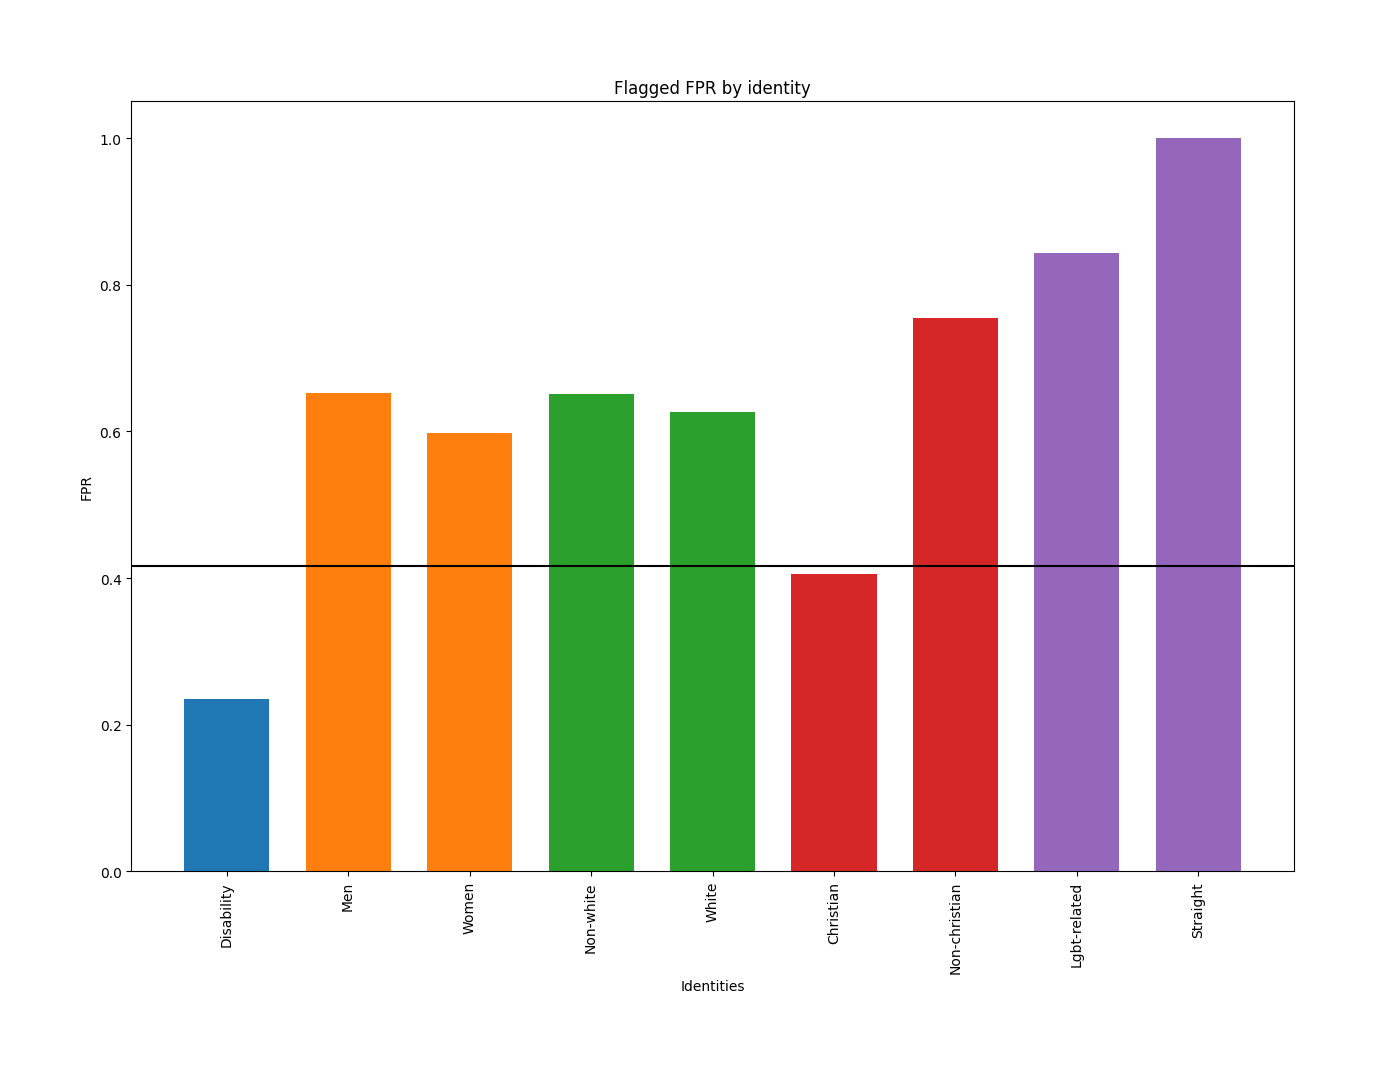 Flagged FPR by identity
1.0
0.8
0.6
0.4
0.2
0.0
FPR
Disability
Men
Women
Non-white
White
Christian
Non-christian
Lgbt-related
Straight
Identities